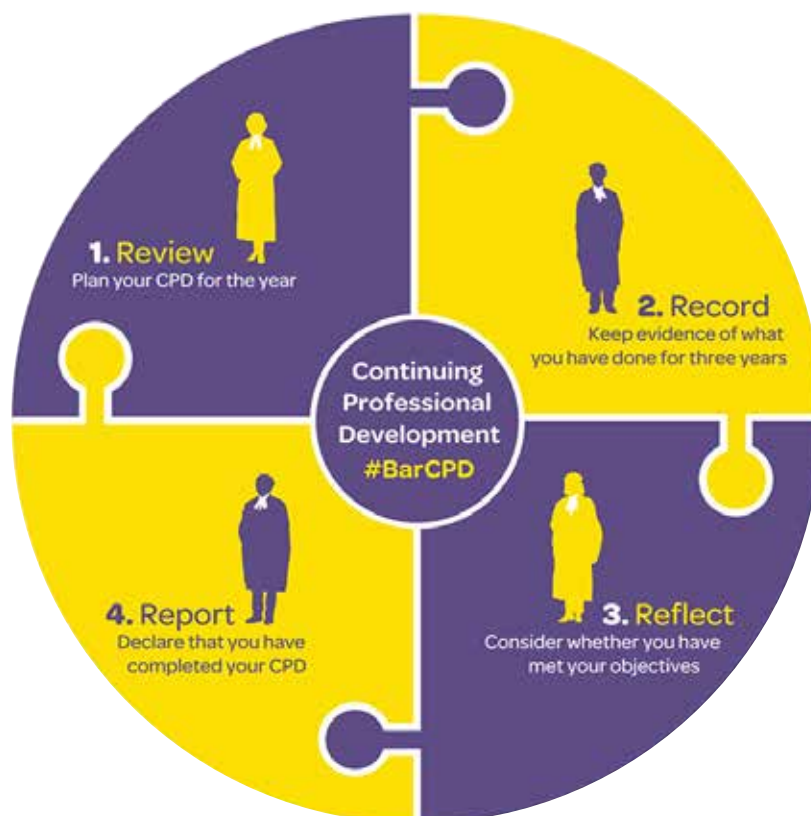 1. Review
Plan your CPD for the year
2. Record
Keep evidence of what
you have done for three years
Continuing
Professional
Development
#BarCPD
3. Reflect
Consider whether you have
met your objectives
4. Report
Declare that you have
completed your CPD